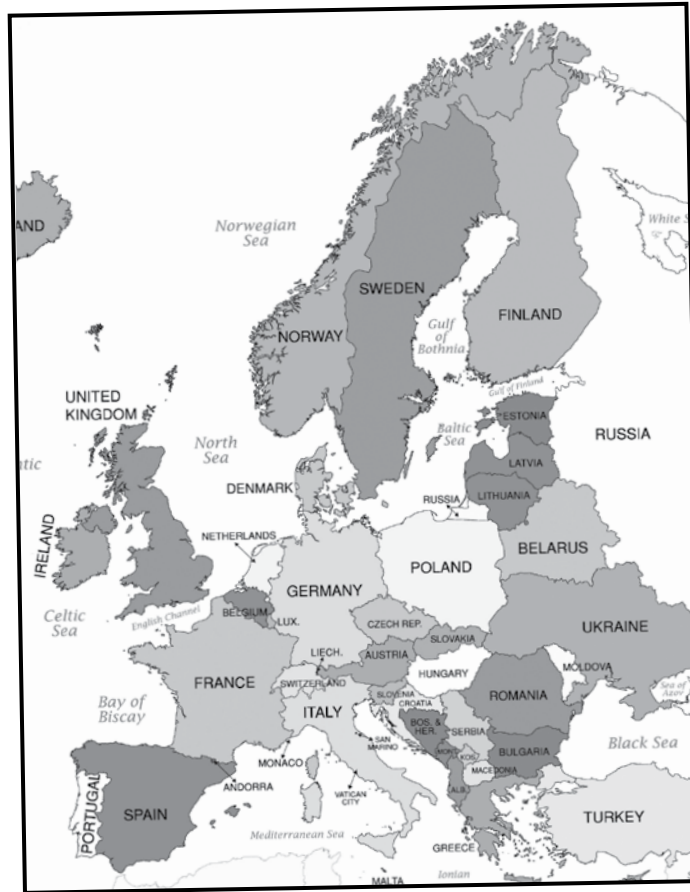 AND
Norwegian
Sea
White S
SWEDEN
FINLAND
NORWAY
Gulf
of
Bothnia
UNITED
KINGDOM
Gulf of Finland
ESTONIA
Baltic
Sea
RUSSIA
North
Sea
ntic
LATVIA
DENMARK
LITHUANIA
RUSSIA
IRELAND
NETHERLANDS
BELARUS
POLAND
GERMANY
Celtic
Sea
English Channel
BELGIUM
LUX.
CZECH REP.
UKRAINE
SLOVAKIA
LIECH.
AUSTRIA
HUNGARY
MOLDOVA
FRANCE
SWITZERLAND
SLOVENIA
CROATIA
ROMANIA
Sea of
Azov
Bay of
Biscay
ITALY
BOS. &
HER.
SERBIA
SAN
MARINO
MONT.
KOS.
BULGARIA
Black Sea
MONACO
MACEDONIA
ANDORRA
VATICAN
CITY
ALB.
PORTUGAL
SPAIN
TURKEY
Mediterranean Sea
GREECE
Ionian
MALTA